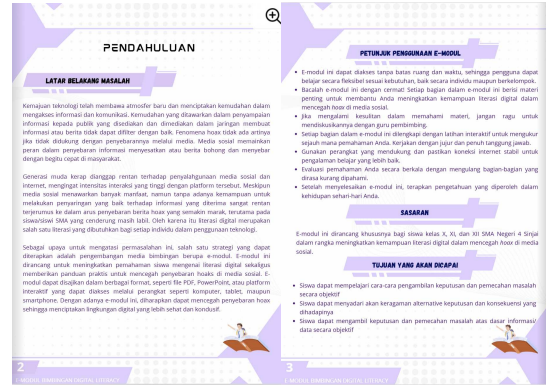 PENDAHULUAN
LATAR BELAKANG MASALAH
Kemajuan teknologi telah membawa atmosfer baru dan menciptakan kemudahan dalam
mengakses informasi dan komunikasi. Kemudahan yang ditawarkan dalam penyampaian
informasi kepada publik yang disediakan dan dimediakan dalam jaringan membuat
informasi atau berita tidak dapat difilter dengan baik. Fenomena hoax tidak ada artinya
jika tidak didukung dengan penyebarannya melalui media. Media sosial memainkan
peran dalam penyebaran informasi menyesatkan atau berita bohong dan menyebar
dengan begitu cepat di masyarakat.
Generasi muda kerap dianggap rentan terhadap penyalahgunaan media sosial dan
internet, mengingat intensitas interaksi yang tinggi dengan platform tersebut. Meskipun
media sosial menawarkan banyak manfaat, namun tanpa adanya kemampuan untuk
melakukan penyaringan yang baik terhadap informasi yang diterima sangat rentan
terjerumus ke dalam arus penyebaran berita hoax yang semakin marak, terutama pada
siswa/siswi SMA yang cenderung masih labil. Oleh karena itu literasi digital merupakan
salah satu literasi yang dibutuhkan bagi setiap individu dalam penggunaan teknologi.
Sebagai upaya untuk mengatasi permasalahan ini, salah satu strategi yang dapat
diterapkan adalah pengembangan media bimbingan berupa e-modul. E-modul ini
dirancang untuk meningkatkan pemahaman siswa mengenai literasi digital sekaligus
memberikan panduan praktis untuk mencegah penyebaran hoaks di media sosial. E-
modul dapat disajikan dalam berbagai format, seperti file PDF, PowerPoint, atau platform
interaktif yang dapat diakses melalui perangkat seperti komputer, tablet, maupun
smartphone. Dengan adanya e-modul ini, diharapkan dapat mencegah penyebaran hoax
sehingga menciptakan lingkungan digital yang lebih sehat dan kondusif.
2
E-MODUL BIMBINGAN DIGITAL LITERACY
PETUNJUK PENGGUNAAN E-MODUL
• E-modul ini dapat diakses tanpa batas ruang dan waktu, sehingga pengguna dapat
belajar secara fleksibel sesuai kebutuhan, baik secara individu maupun berkelompok.
• Bacalah e-modul ini dengan cermat! Setiap bagian dalam e-modul ini berisi materi
penting untuk membantu Anda meningkatkan kemampuan literasi digital dalam
mencegah hoax di media sosial.
• Jika mengalami kesulitan dalam memahami materi, jangan ragu untuk
mendiskusikannya dengan guru pembimbing.
• Setiap bagian dalam e-modul ini dilengkapi dengan latihan interaktif untuk mengukur
sejauh mana pemahaman Anda. Kerjakan dengan jujur dan penuh tanggung jawab.
• Gunakan perangkat yang mendukung dan pastikan koneksi internet stabil untuk
pengalaman belajar yang lebih baik.
• Evaluasi pemahaman Anda secara berkala dengan mengulang bagian-bagian yang
dirasa kurang dipahami.
• Setelah menyelesaikan e-modul ini, terapkan pengetahuan yang diperoleh dalam
kehidupan sehari-hari Anda.
SASARAN
E-modul ini dirancang khususnya bagi siswa kelas X, XI, dan XII SMA Negeri 4 Sinjai
dalam rangka meningkatkan kemampuan literasi digital dalam mencegah hoax di media
sosial.
TUJUAN YANG AKAN DICAPAI
• Siswa dapat mempelajari cara-cara pengambilan keputusan dan pemecahan masalah
secara objektif
• Siswa dapat menyadari akan keragaman alternative keputusan dan konsekuensi yang
dihadapinya
• Siswa dapat mengambil keputusan dan pemecahan masalah atas dasar informasi/
data secara objektif
3
E-MODUL BIMBINGAN DIGITAL LITERACY